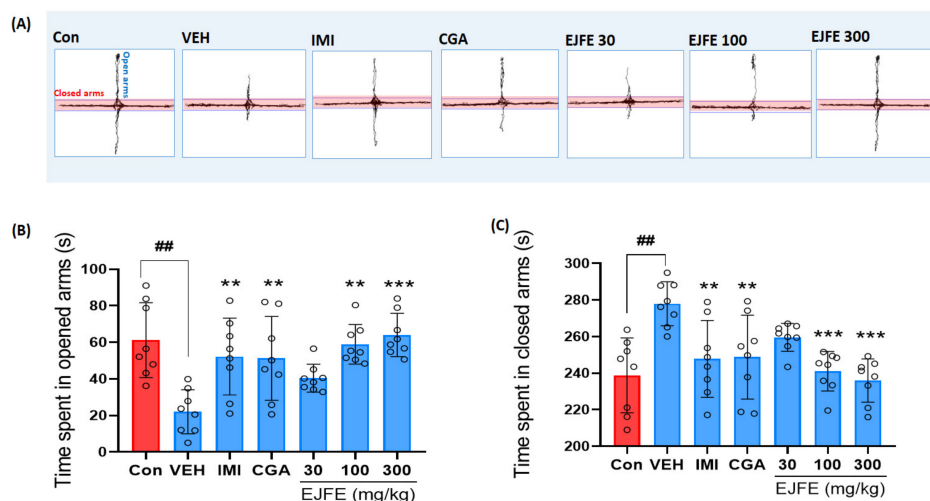 (A)
Con VEH IMI CGA EJFE 30 EJFE 100 EJFE 300
Open arms
Closed arms
(B)
Time spent in opened arms (s)
100
80
60
40
20
0
##
** ** ** ***
Con VEH IMI CGA 30 100 300
EJFE (mg/kg)
(C)
Time spent in closed arms (s)
300
280
260
240
220
200
##
** ** *** ***
Con VEH IMI CGA 30 100 300
EJFE (mg/kg)